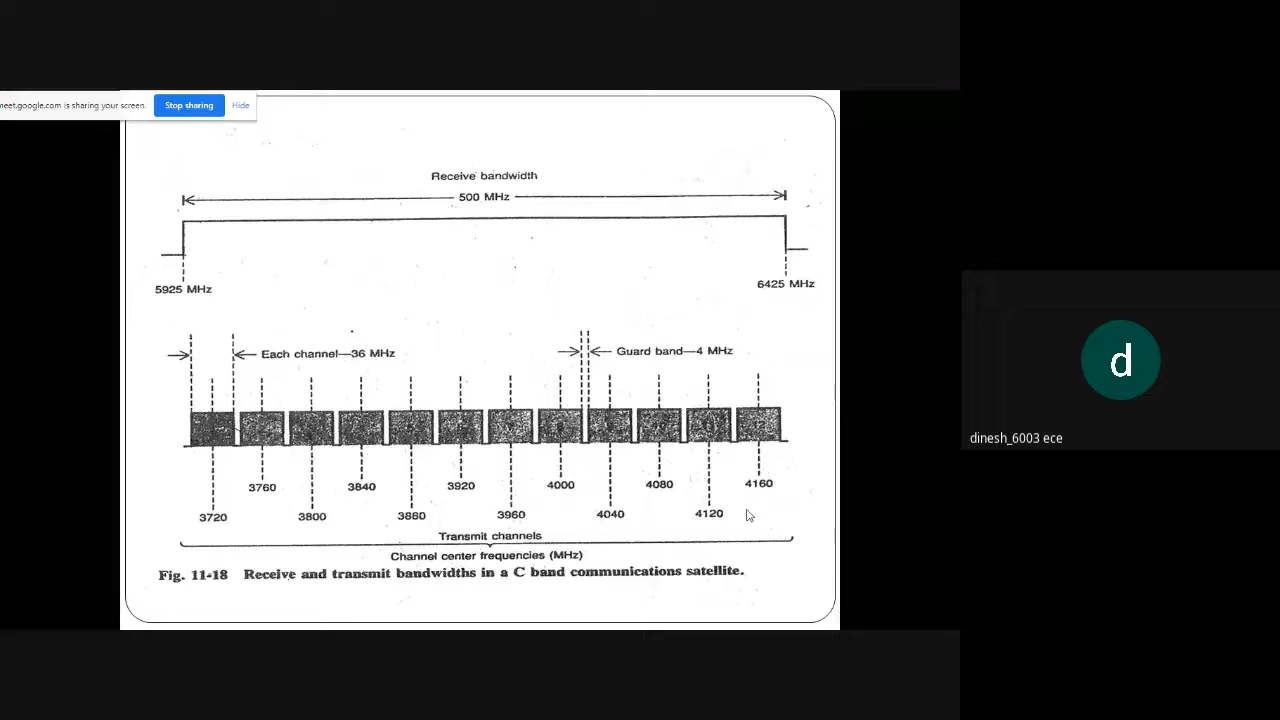 meet.google.com is sharing your screen.
Stop sharing
Hide
Receive bandwidth
500 MHz
5925 MHz
6425 MHz
Each channel—36 MHz
Guard band—4 MHz
3760
3840
3920
4000
4080
4160
3720
3800
3880
3960
4040
4120
Transmit channels
Channel center frequencies (MHz)
Fig. 11-18 Receive and transmit bandwidths in a C band communications satellite.
d
dinesh_6003 ece